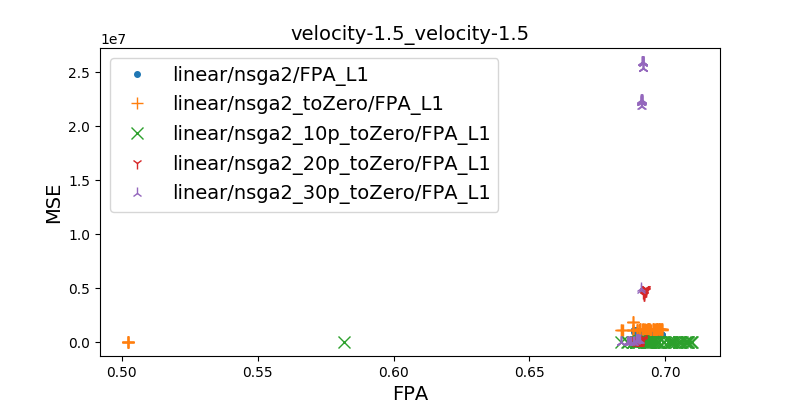 velocity-1.5_velocity-1.5
1e7
linear/nsga2/FPA_L1
linear/nsga2_toZero/FPA_L1
linear/nsga2_10p_toZero/FPA_L1
linear/nsga2_20p_toZero/FPA_L1
linear/nsga2_30p_toZero/FPA_L1
MSE
2.5
2.0
1.5
1.0
0.5
0.0
0.50
0.55
0.60
0.65
0.70
FPA